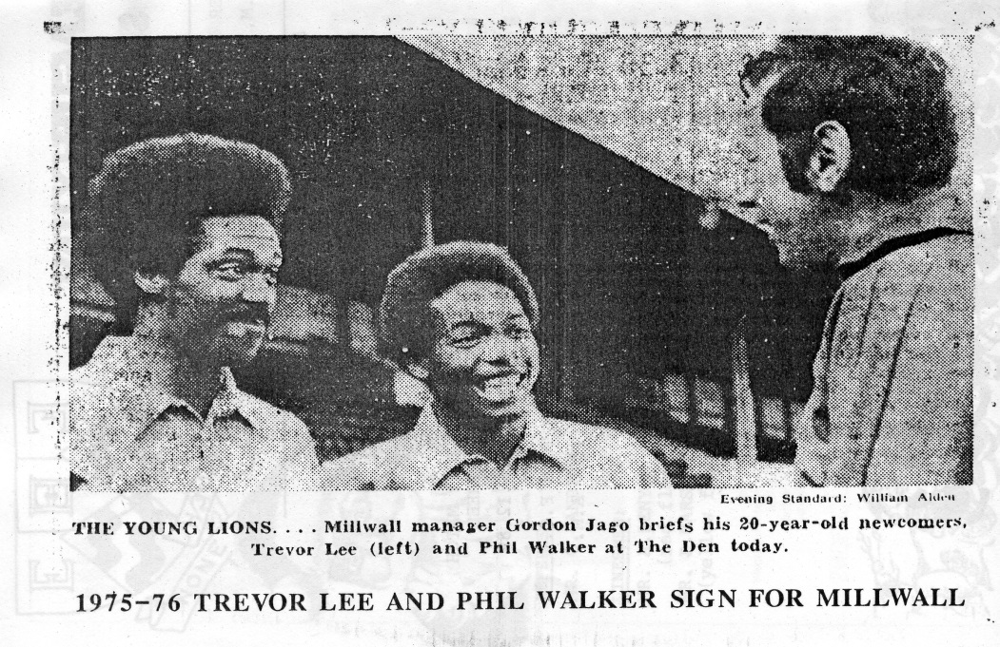 Evening Standard: William Alden
THE YOUNG LIONS. . . . Millwall manager Gordon Jago briefs his 20-year-old newcomers,
Trevor Lee (left) and Phil Walker at The Den today.
1975-76 TREVOR LEE AND PHIL WALKER SIGN FOR MILLWALL